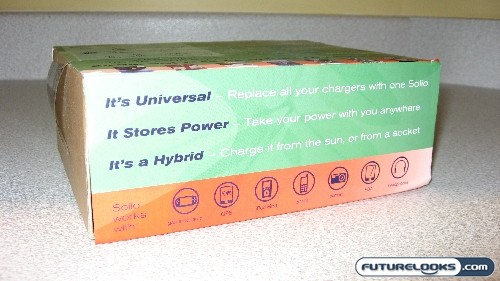 It's Universal – Replace all your chargers with one Solio
It Stores Power – Take your power with you anywhere
It's a Hybrid – Charge it from the sun, or from a socket
Solio
works
with:
GPS
FUTURELOOKS.com